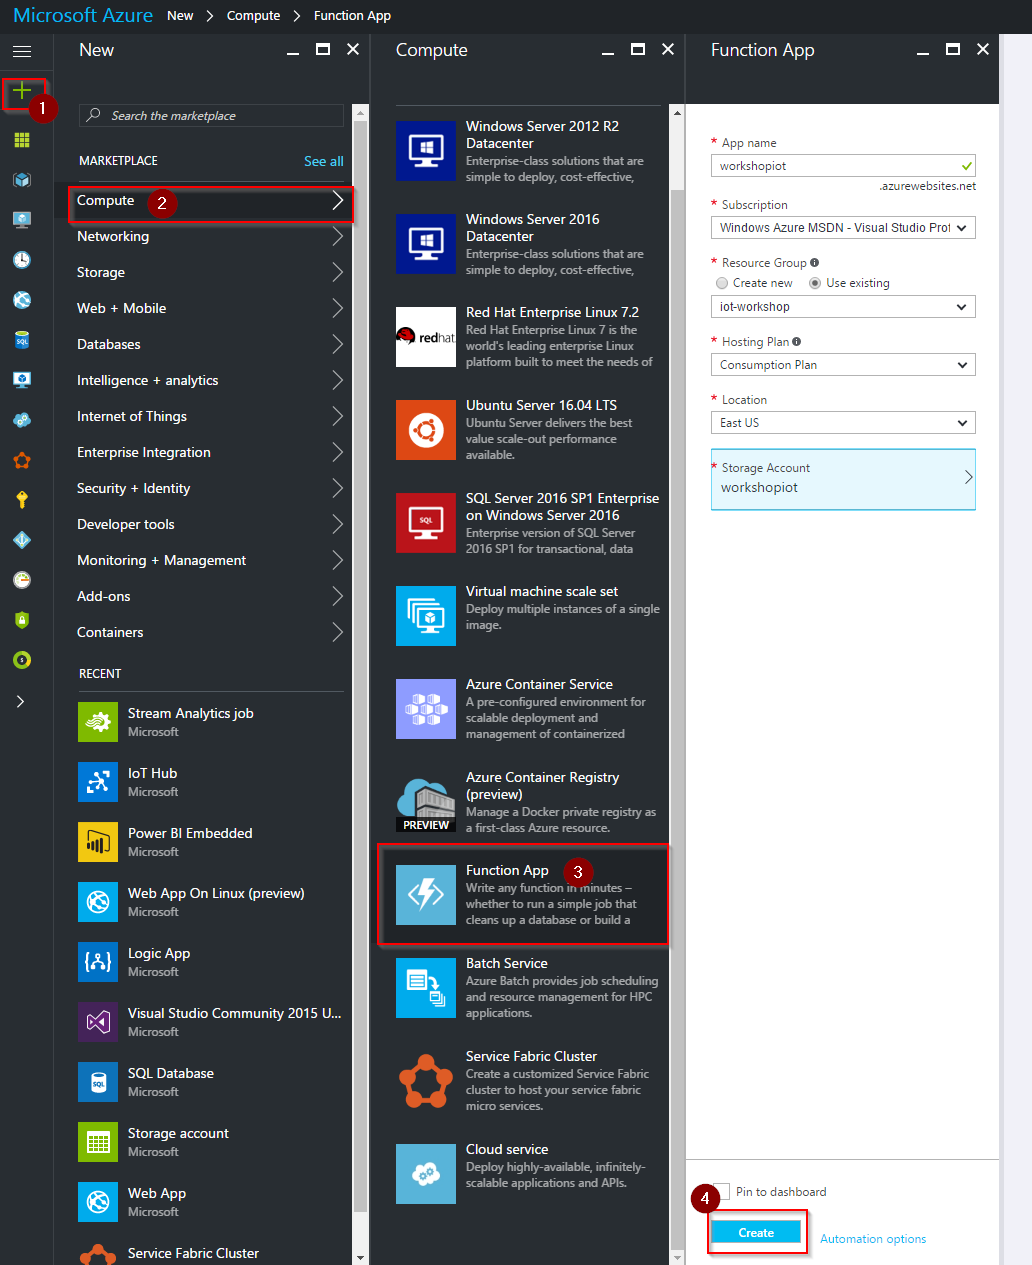 Microsoft Azure New > Compute > Function App
New
1
Search the marketplace
MARKETPLACE See all
Compute 2
Networking
Storage
Web + Mobile
Databases
Intelligence + analytics
Internet of Things
Enterprise Integration
Security + Identity
Developer tools
Monitoring + Management
Add-ons
Containers
RECENT
Stream Analytics job
Microsoft
IoT Hub
Microsoft
Power BI Embedded
Microsoft
Web App On Linux (preview)
Microsoft
Logic App
Microsoft
Visual Studio Community 2015 U...
Microsoft
SQL
SQL Database
Microsoft
Storage account
Microsoft
Web App
Microsoft
Service Fabric Cluster
Compute
Windows Server 2012 R2
Datacenter
Enterprise-class solutions that are
simple to deploy, cost-effective,
Windows Server 2016
Datacenter
Enterprise-class solutions that are
simple to deploy, cost-effective,
redhat.
Red Hat Enterprise Linux 7.2
Red Hat Enterprise Linux 7 is the
world's leading enterprise Linux
platform built to meet the needs of
Ubuntu Server 16.04 LTS
Ubuntu Server delivers the best
value scale-out performance
available.
SQL
SQL Server 2016 SP1 Enterprise
on Windows Server 2016
Enterprise version of SQL Server
2016 SP1 for transactional, data
Virtual machine scale set
Deploy multiple instances of a single
image.
Azure Container Service
A pre-configured environment for
scalable deployment and
management of containerized
PREVIEW
Azure Container Registry
(preview)
Manage a Docker private registry as
a first-class Azure resource.
Function App 3
Write any function in minutes –
whether to run a simple job that
cleans up a database or build a
Batch Service
Azure Batch provides job scheduling
and resource management for HPC
applications.
Service Fabric Cluster
Create a customized Service Fabric
cluster to host your service fabric
micro services.
Cloud service
Deploy highly-available, infinitely-
scalable applications and APIs.
Function App
* App name
workshopiot
.azurewebsites.net
* Subscription
Windows Azure MSDN - Visual Studio Prof
* Resource Group
Create new Use existing
iot-workshop
* Hosting Plan
Consumption Plan
* Location
East US
* Storage Account
workshopiot
4 Pin to dashboard
Create Automation options